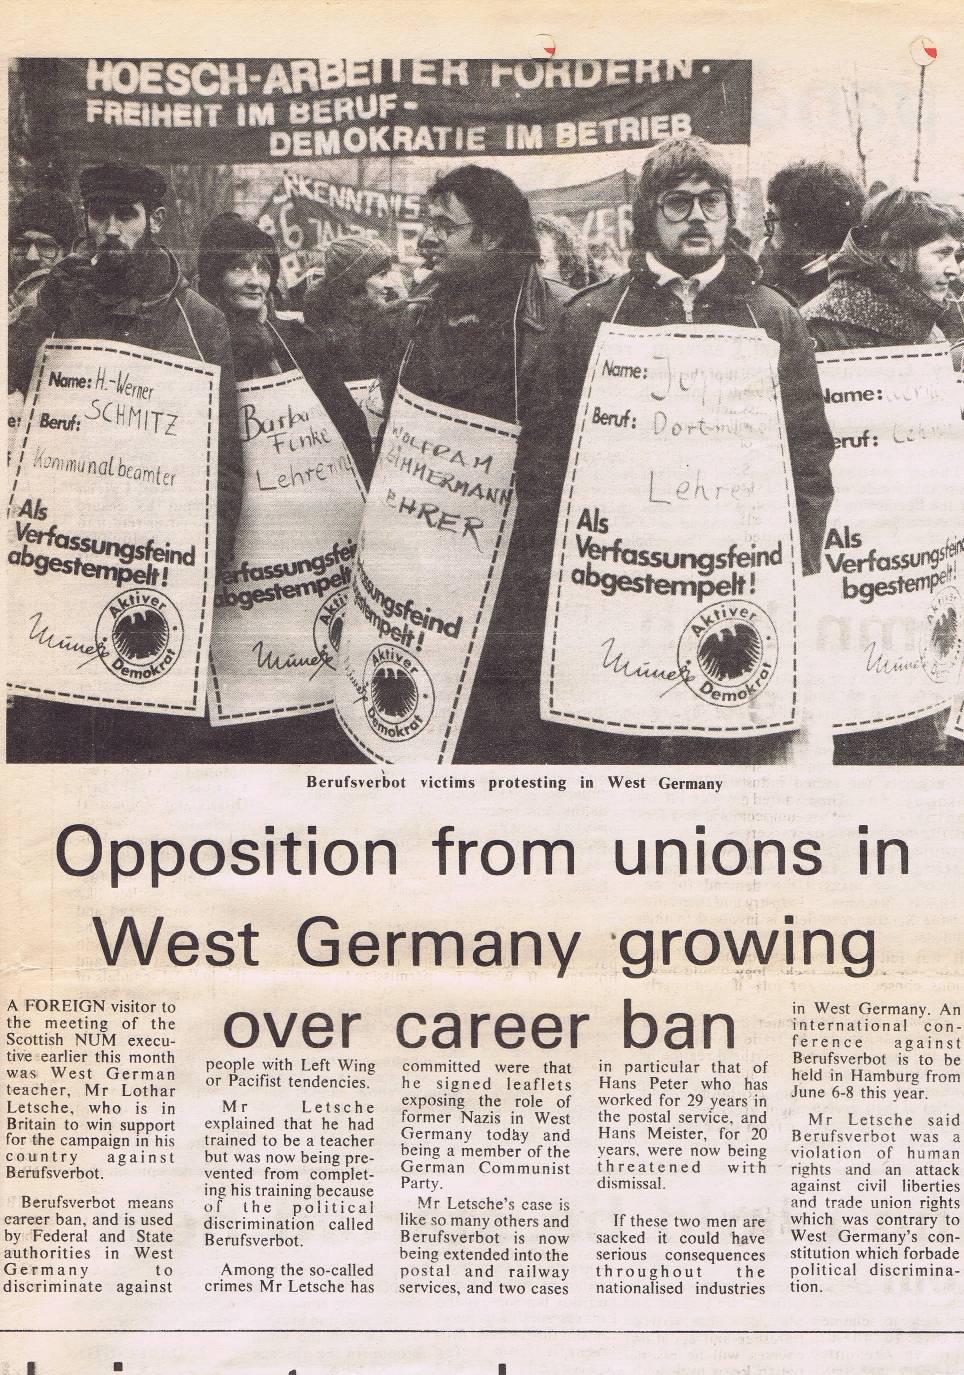 HOESCH-ARBEITER FORDERN.
FREIHEIT IM BERUF-
DEMOKRATIE IM BETRIEB
RKENNTNIS
Name: H.-Werner
SCHMITZ
Beruf:
Kommunalbeamter
Als
Verfassungsfeind
abgestempelt!
Aktiver
Demokrat
Finke
Lehrerin
erfassungsfei
abgestempelt
Akti
WOLFRAM
IMMERMANN
EHRER
ssungsfeind
stempelt!
Aktiver
Demokrat
Name:
Beruf:
Lehrer
Als
Verfassungsfeind
abgestempelt!
Aktiver
Demokrat
Name:
eruf:
Als
Verfassungsfein
bgestempelt!
Berufsverbot victims protesting in West Germany
Opposition from unions in
West Germany growing
over career ban
A FOREIGN visitor to
the meeting of the
Scottish NUM execu-
tive earlier this month
was West German
teacher, Mr Lothar
Letsche, who is in
Britain to win support
for the campaign in his
country against
Berufsverbot.
Berufsverbot means
career ban, and is used
by Federal and State
authorities in West
Germany to
discriminate against
people with Left Wing
or Pacifist tendencies.
Mr Letsche
explained that he had
trained to be a teacher
but was now being pre-
vented from complet-
ing his training because
of the political
discrimination called
Berufsverbot.
Among the so-called
crimes Mr Letsche has
committed were that
he signed leaflets
exposing the role of
former Nazis in West
Germany today and
being a member of the
German Communist
Party.
Mr Letsche's case is
like so many others and
Berufsverbot is now
being extended into the
postal and railway
services, and two cases
in particular that of
Hans Peter who has
worked for 29 years in
the postal service, and
Hans Meister, for 20
years, were now being
threatened with
dismissal.
If these two men are
sacked it could have
serious consequences
throughout the
nationalised industries
in West Germany. An
international con-
ference against
Berufsverbot is to be
held in Hamburg from
June 6-8 this year.
Mr Letsche said
Berufsverbot was a
violation of human
rights and an attack
against civil liberties
and trade union rights
which was contrary to
West Germany's con-
stitution which forbade
political discrimina-
tion.